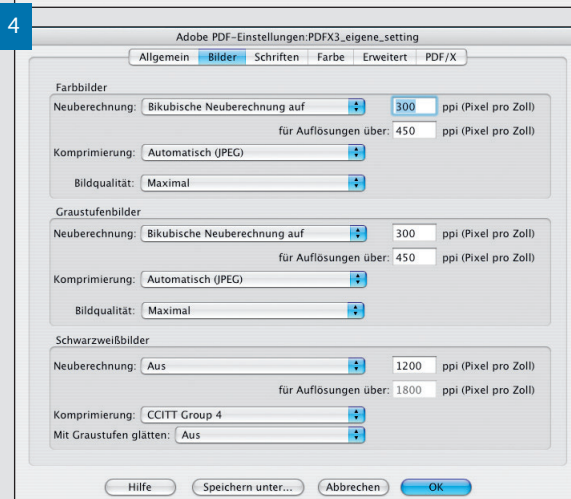 4
Adobe PDF-Einstellungen:PDFX3_eigene_setting
Allgemein Bilder Schriften Farbe Erweitert PDF/X
Farbbilder
Neuberechnung: Bikubische Neuberechnung auf 300 ppi (Pixel pro Zoll)
für Auflösungen über: 450 ppi (Pixel pro Zoll)
Komprimierung: Automatisch (JPEG)
Bildqualität: Maximal
Graustufenbilder
Neuberechnung: Bikubische Neuberechnung auf 300 ppi (Pixel pro Zoll)
für Auflösungen über: 450 ppi (Pixel pro Zoll)
Komprimierung: Automatisch (JPEG)
Bildqualität: Maximal
Schwarzweißbilder
Neuberechnung: Aus 1200 ppi (Pixel pro Zoll)
für Auflösungen über: 1800 ppi (Pixel pro Zoll)
Komprimierung: CCITT Group 4
Mit Graustufen glätten: Aus
Hilfe Speichern unter... Abbrechen OK